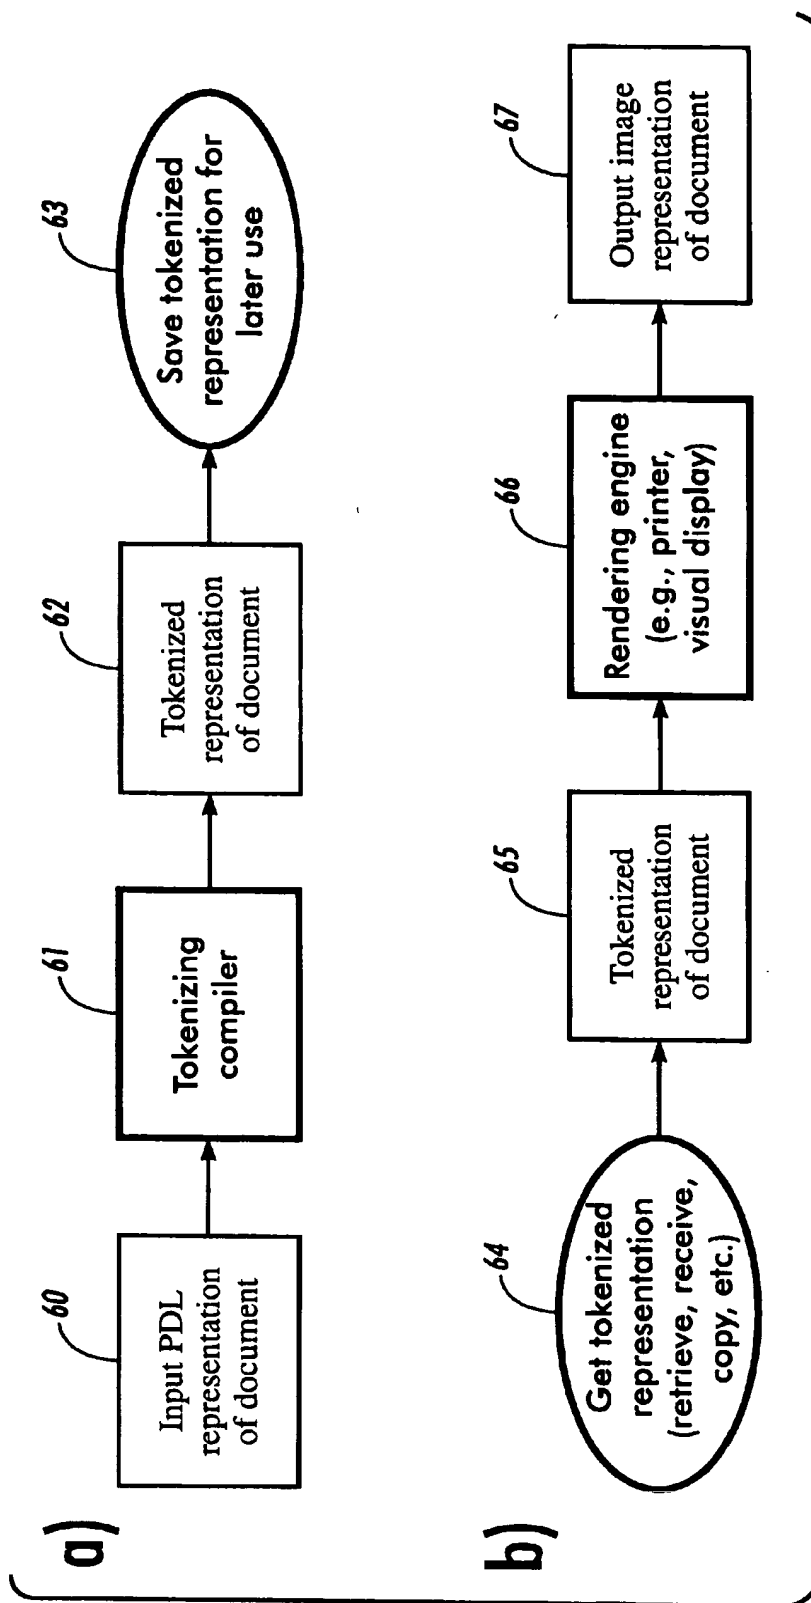 a)
60
Input PDL
representation
of document
61
Tokenizing
compiler
62
Tokenized
representation
of document
63
Save tokenized
representation for
later use
b)
64
Get tokenized
representation
(retrieve, receive,
copy, etc.)
65
Tokenized
representation
of document
66
Rendering engine
(e.g., printer,
visual display)
67
Output image
representation
of document